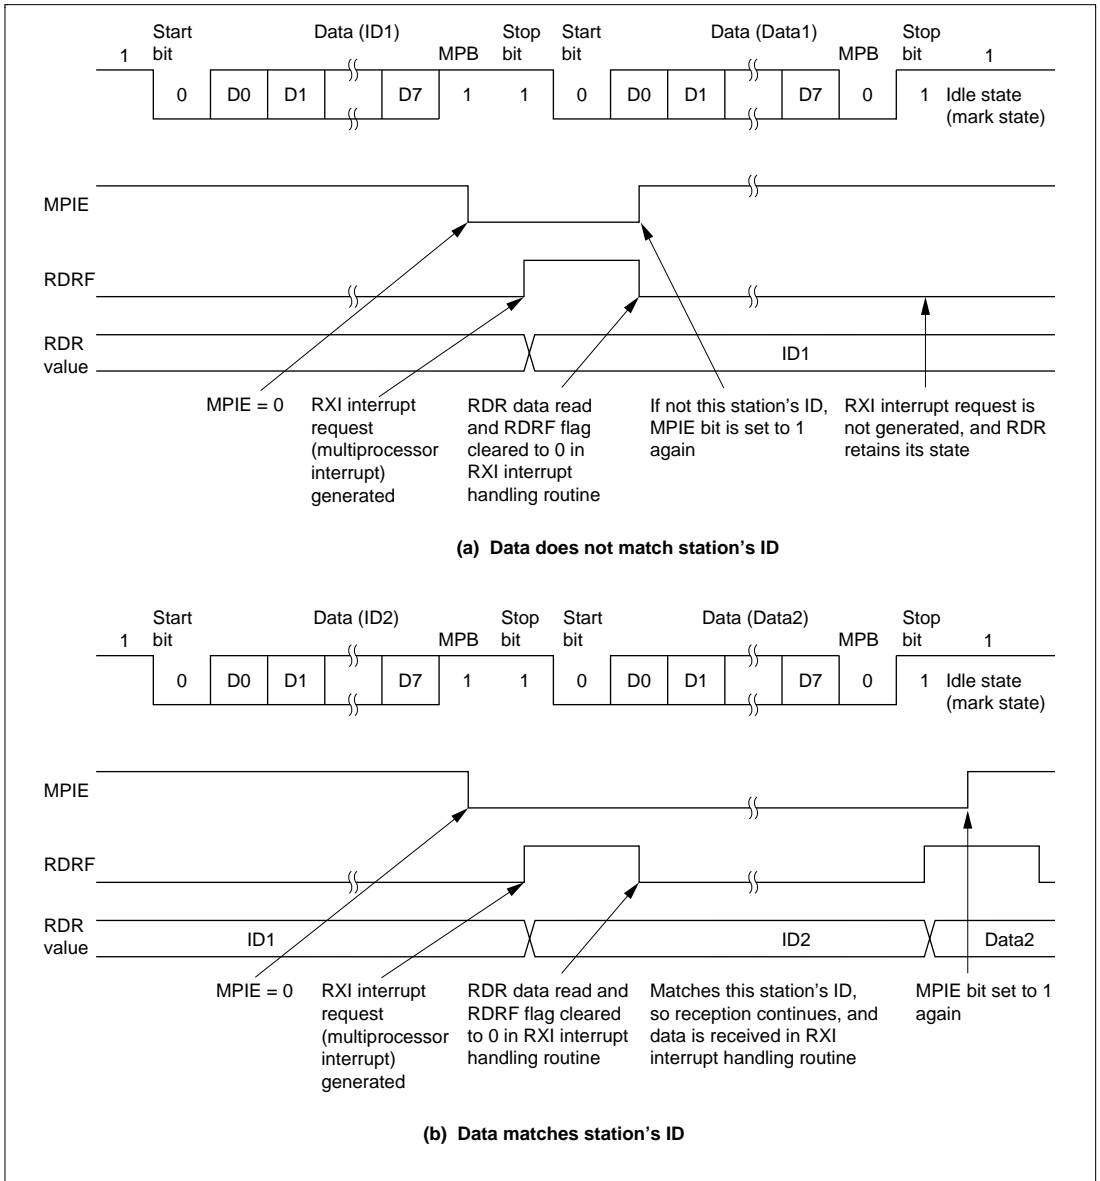 Start Data (ID1) Stop Start Data (Data1) Stop
1 bit MPB bit bit MPB bit 1
0 D0 D1 D7 1 1 0 D0 D1 D7 0 1 Idle state
(mark state)
MPIE
RDRF
RDR
value
ID1
MPIE = 0
RXI interrupt
request
(multiprocessor
interrupt)
generated
RDR data read
and RDRF flag
cleared to 0 in
RXI interrupt
handling routine
If not this station's ID,
MPIE bit is set to 1
again
RXI interrupt request is
not generated, and RDR
retains its state
(a) Data does not match station's ID
Start Data (ID2) Stop Start Data (Data2) Stop
1 bit MPB bit bit MPB bit 1
0 D0 D1 D7 1 1 0 D0 D1 D7 0 1 Idle state
(mark state)
MPIE
RDRF
RDR
value
ID1 ID2 Data2
MPIE = 0
RXI interrupt
request
(multiprocessor
interrupt)
generated
RDR data read and
RDRF flag cleared
to 0 in RXI interrupt
handling routine
Matches this station's ID,
so reception continues, and
data is received in RXI
interrupt handling routine
MPIE bit set to 1
again
(b) Data matches station's ID